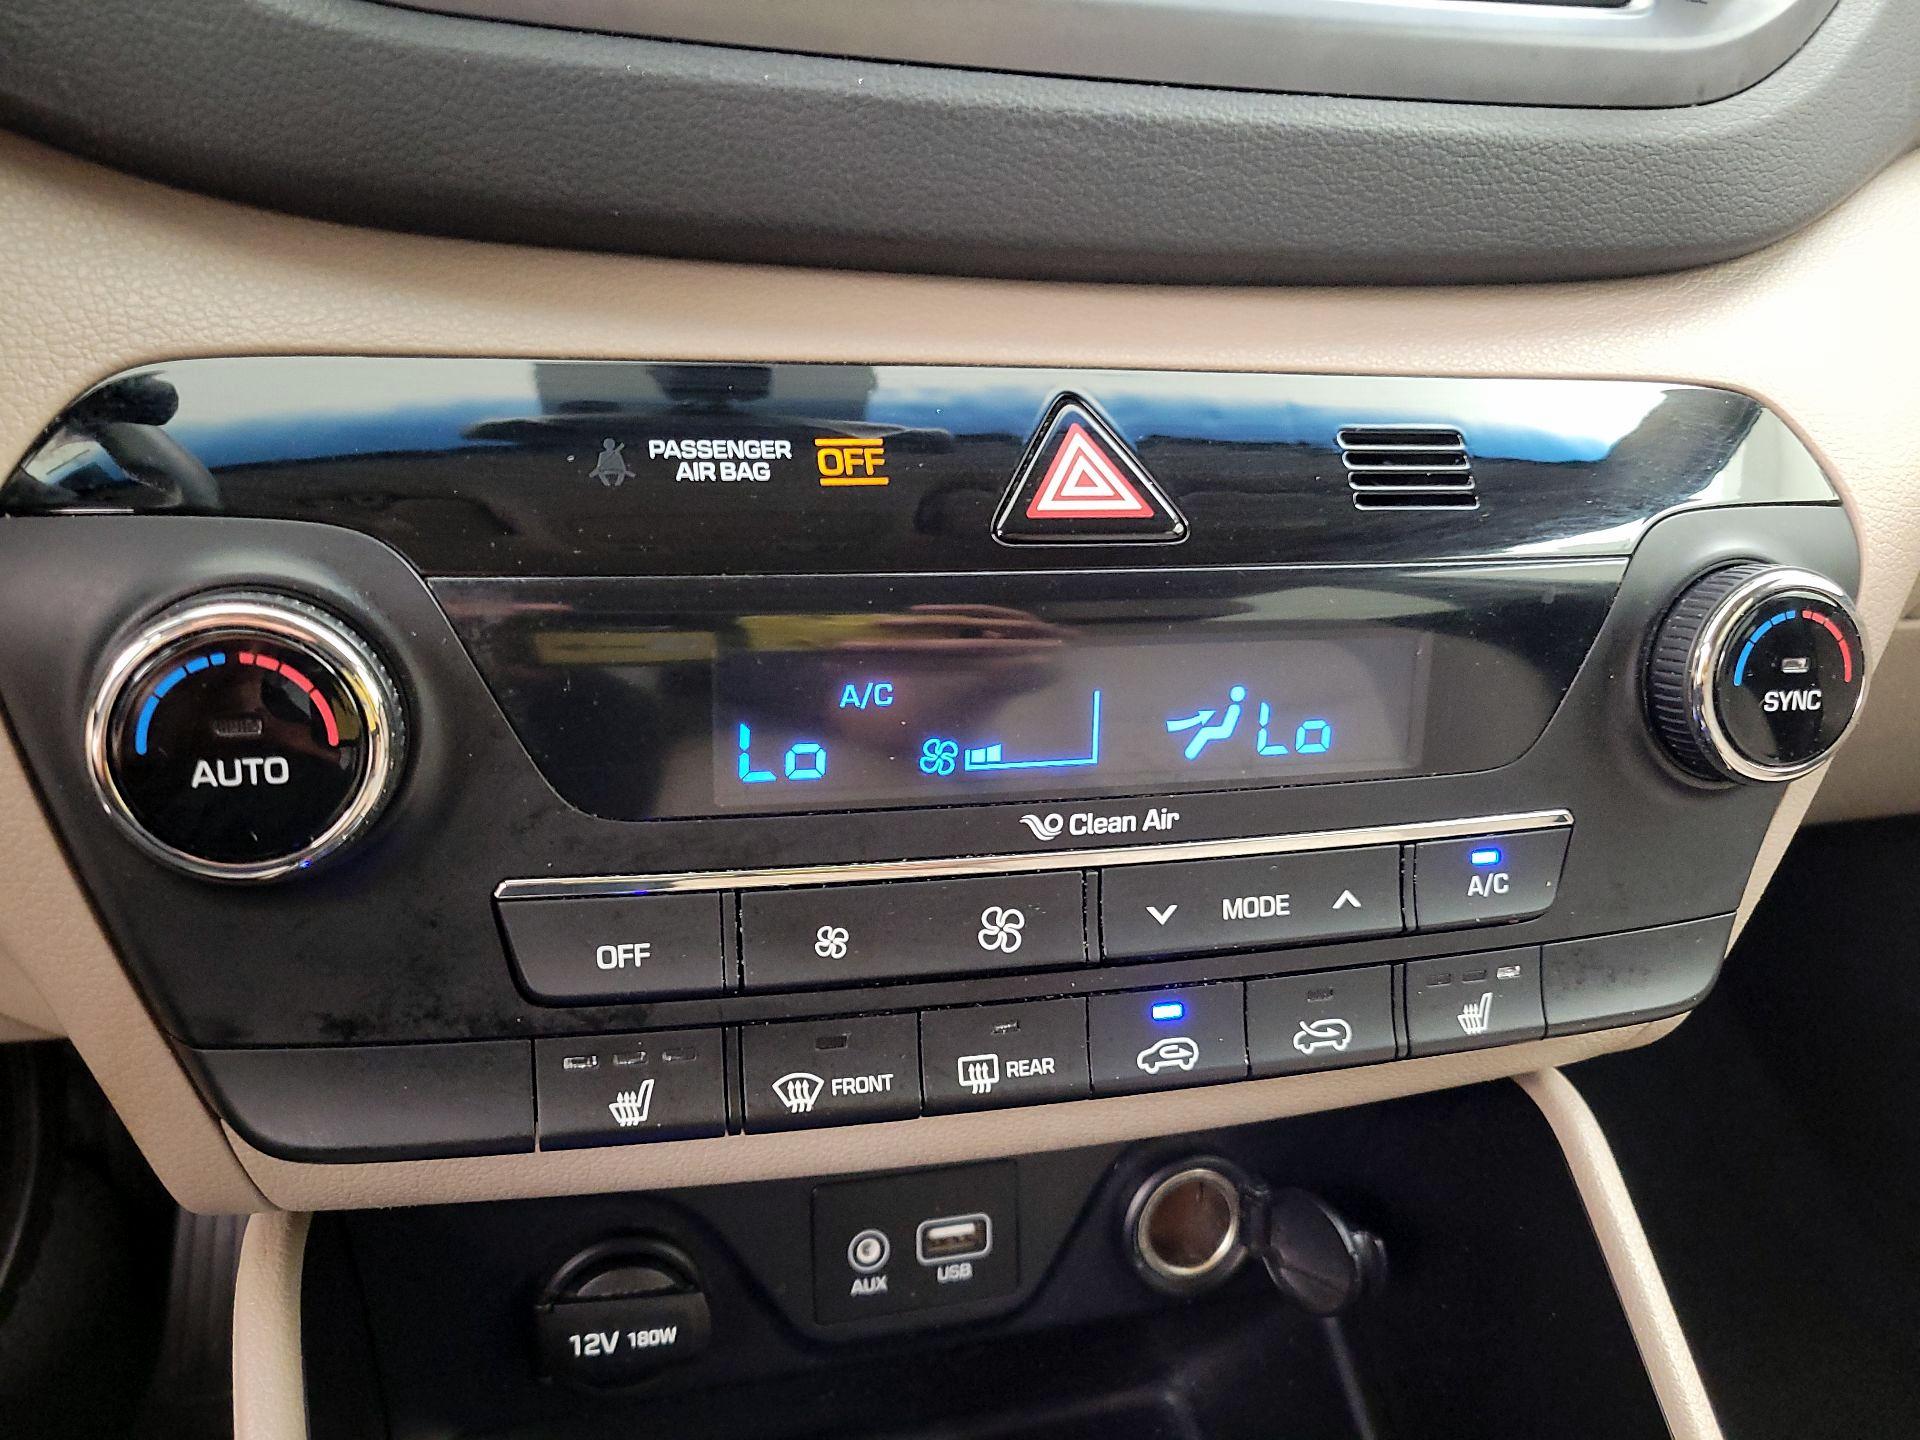 PASSENGER
AIR BAG
OFF
A/C
Lo
Lo
AUTO
SYNC
Clean Air
OFF
MODE
A/C
FRONT
REAR
AUX
USB
12V 180W